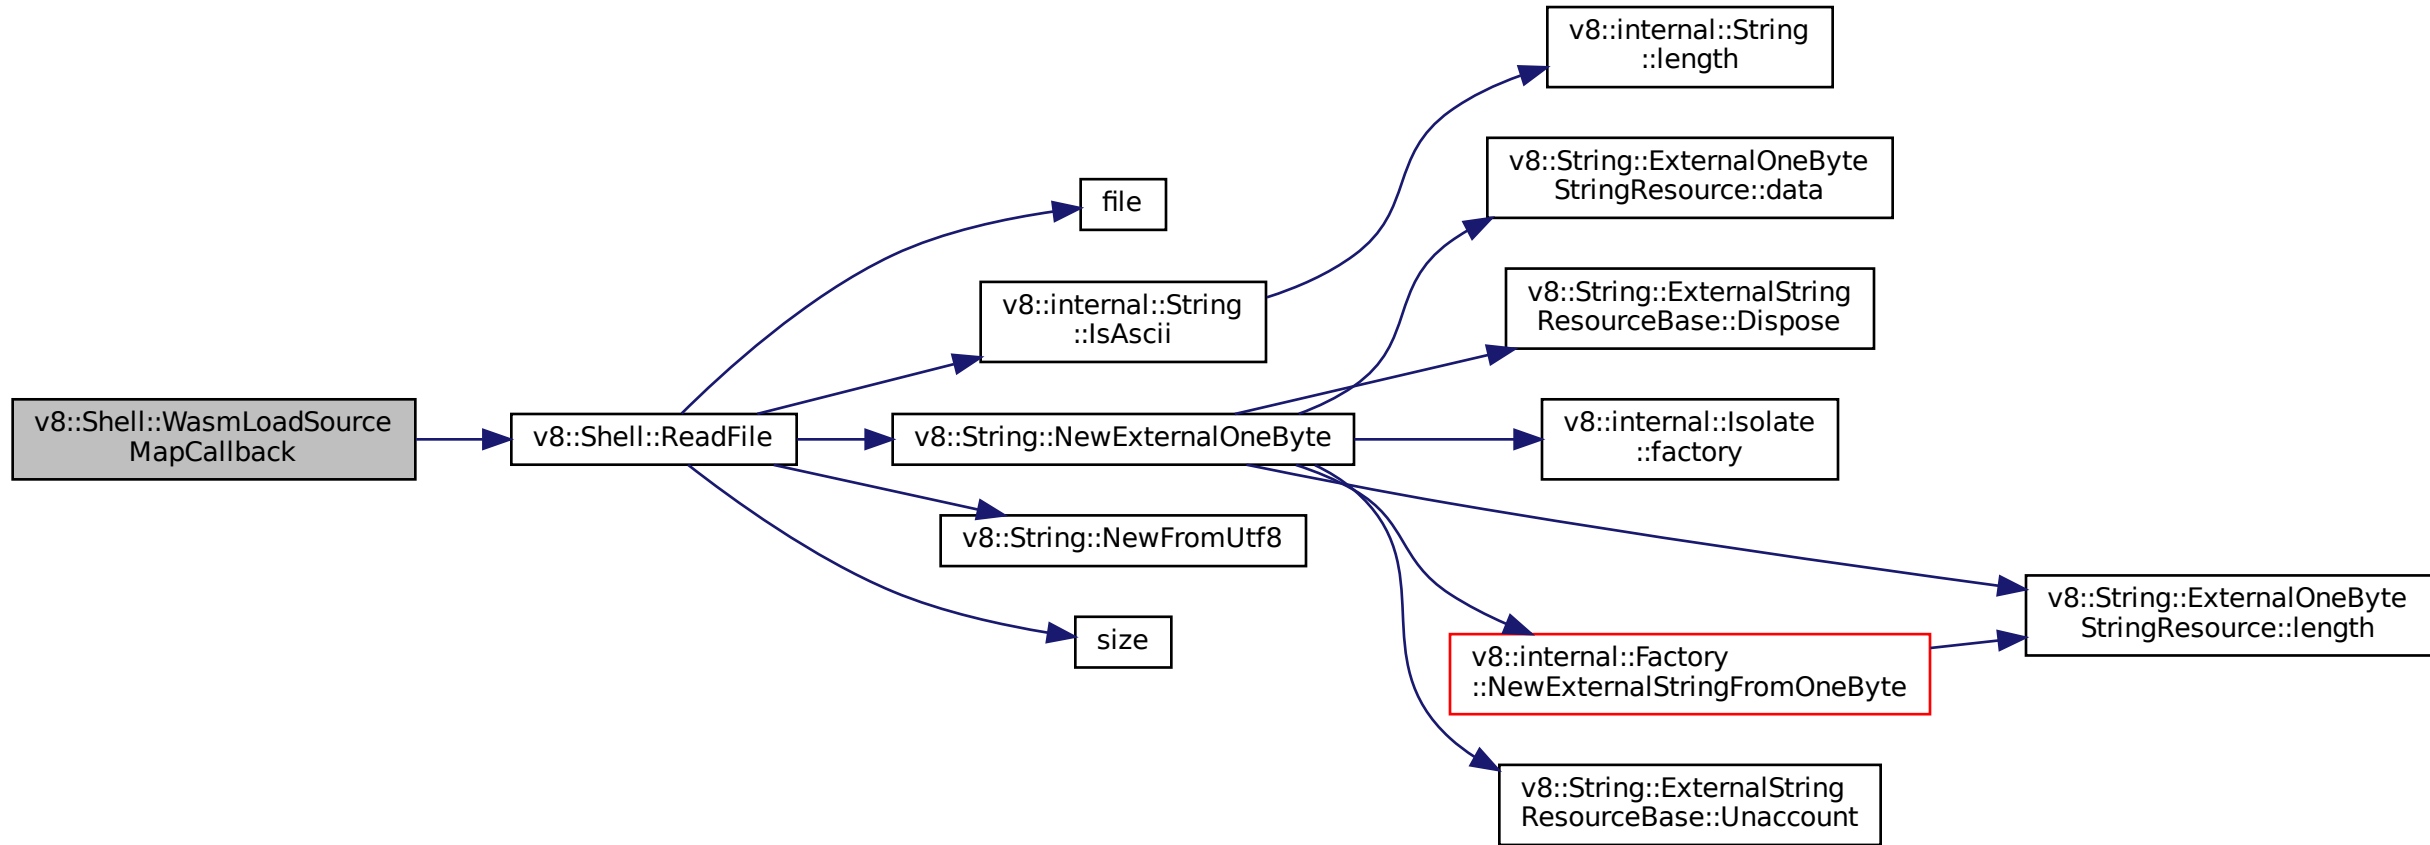 v8::Shell::WasmLoadSource
MapCallback
v8::Shell::ReadFile
file
v8::internal::String
::IsAscii
v8::String::NewExternalOneByte
v8::String::NewFromUtf8
size
v8::internal::String
::length
v8::String::ExternalOneByte
StringResource::data
v8::String::ExternalString
ResourceBase::Dispose
v8::internal::Isolate
::factory
v8::internal::Factory
::NewExternalStringFromOneByte
v8::String::ExternalString
ResourceBase::Unaccount
v8::String::ExternalOneByte
StringResource::length